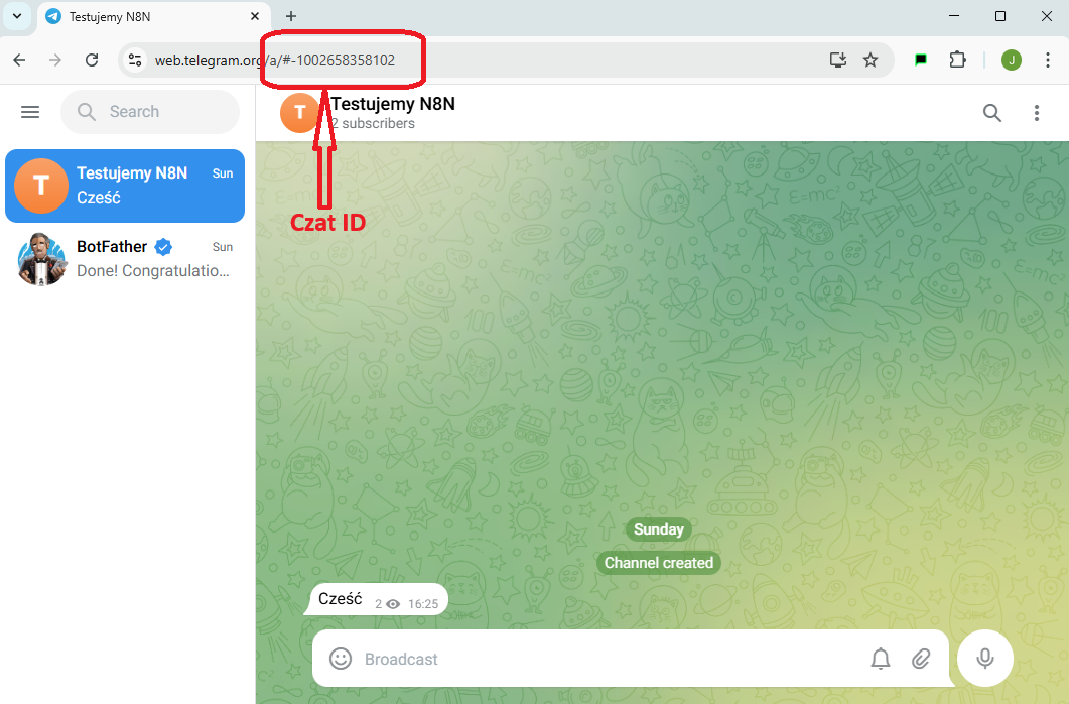 Testujemy N8N
web.telegram.org/a/#-1002658358102
J
Search
T
Testujemy N8N
2 subscribers
T
Testujemy N8N
Sun
Cześć
Czat ID
BotFather
Sun
Done! Congratulatio...
Sunday
Channel created
Cześć
2
16:25
Broadcast